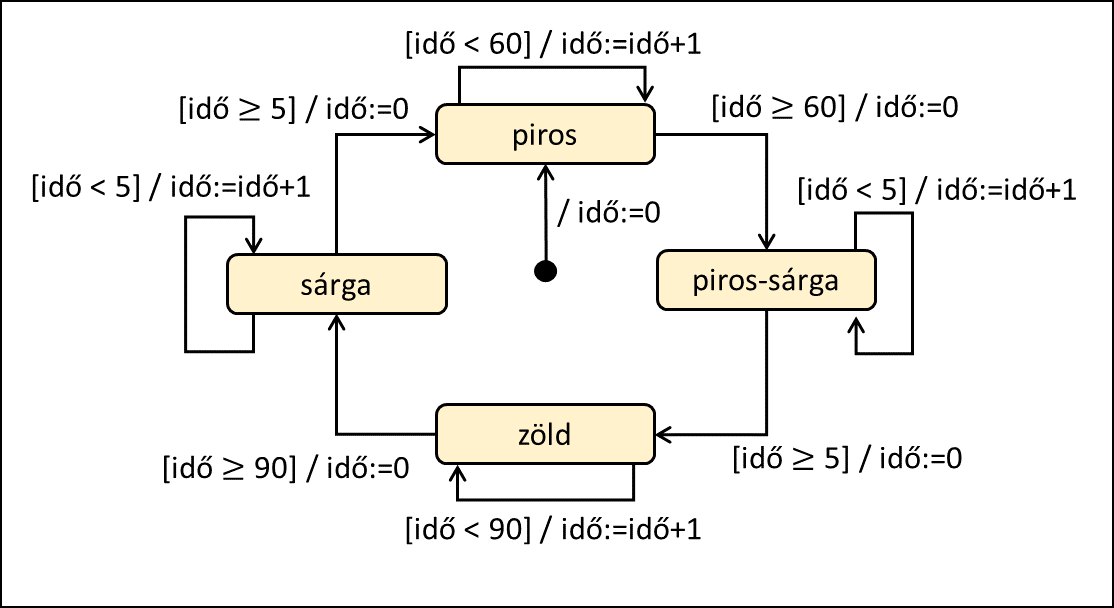 [idő < 60] / idő:=idő+1
[idő ≥ 5] / idő:=0
[idő ≥ 60] / idő:=0
piros
[idő < 5] / idő:=idő+1
[idő < 5] / idő:=idő+1
/ idő:=0
sárga
piros-sárga
zöld
[idő ≥ 90] / idő:=0
[idő ≥ 5] / idő:=0
[idő < 90] / idő:=idő+1